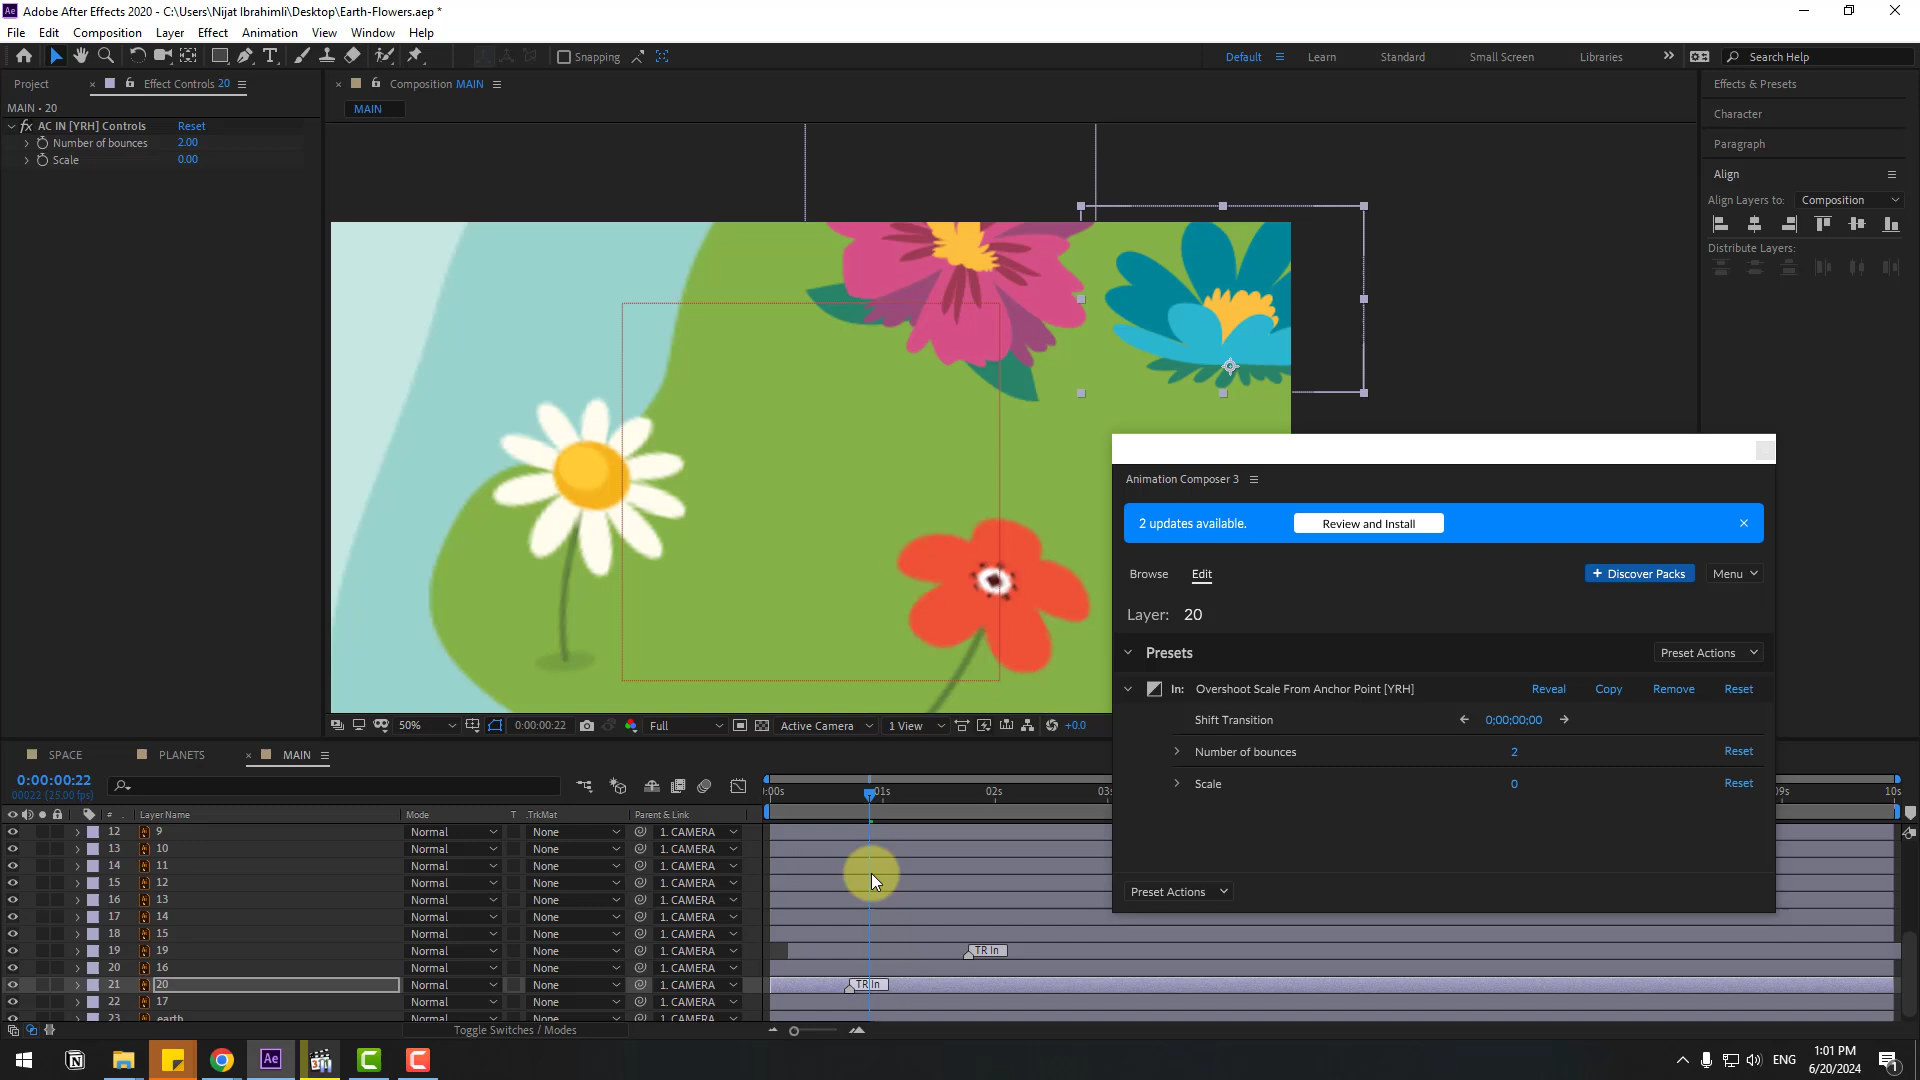 Adobe After Effects 2020 - C:\Users\Nijat Ibrahimli\Desktop\Earth-Flowers.aep *
File Edit Composition Layer Effect Animation View Window Help
Snapping
Default Learn Standard Small Screen Libraries Search Help
Project Effect Controls 20
MAIN • 20
fx AC IN [YRH] Controls Reset
Number of bounces 2.00
Scale 0.00
Composition MAIN
MAIN
Effects & Presets
Character
Paragraph
Align
Align Layers to: Composition
Distribute Layers:
50% 0:00:00:22 Full Active Camera 1 View +0.0
Animation Composer 3
2 updates available. Review and Install
Browse Edit + Discover Packs Menu
Layer: 20
Presets Preset Actions
In: Overshoot Scale From Anchor Point [YRH] Reveal Copy Remove Reset
Shift Transition 0;00;00;00
Number of bounces 2 Reset
Scale 0 Reset
Preset Actions
SPACE PLANETS MAIN
0:00:00:22
00022 (25.00 fps)
# Layer Name Mode T .TrkMat Parent & Link
:00s 01s 02s 03s 09s 10s
12 9 Normal None 1. CAMERA
13 10 Normal None 1. CAMERA
14 11 Normal None 1. CAMERA
15 12 Normal None 1. CAMERA
16 13 Normal None 1. CAMERA
17 14 Normal None 1. CAMERA
18 15 Normal None 1. CAMERA
19 19 Normal None 1. CAMERA TR In
20 16 Normal None 1. CAMERA
21 20 Normal None 1. CAMERA TR In
22 17 Normal None 1. CAMERA
23 earth Normal None 1. CAMERA
Toggle Switches / Modes
Ae
ENG
1:01 PM
6/20/2024
1